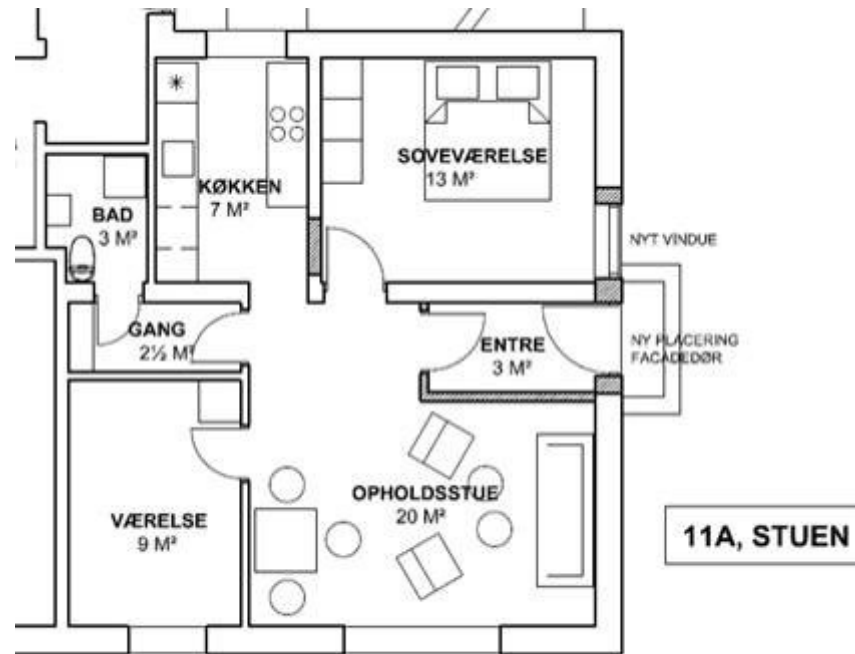 SOVEVÆRELSE
13 M²
KØKKEN
7 M²
BAD
3 M²
NYT VINDUE
GANG
2½ M²
ENTRE
3 M²
NY PLACERING
FACADEDØR
OPHOLDSSTUE
20 M²
VÆRELSE
9 M²
11A, STUEN